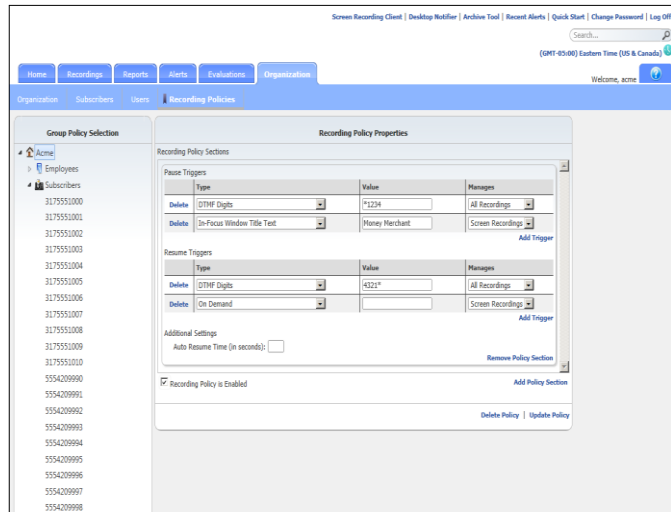 Screen Recording Client | Desktop Notifier | Archive Tool | Recent Alerts | Quick Start | Change Password | Log Off
Search...
(GMT-05:00) Eastern Time (US & Canada)
Home Recordings Reports Alerts Evaluations Organization
Welcome, acme
Organization Subscribers Users Recording Policies
Group Policy Selection
Acme
Employees
Subscribers
3175551000
3175551001
3175551002
3175551003
3175551004
3175551005
3175551006
3175551007
3175551008
3175551009
3175551010
5554209990
5554209991
5554209992
5554209993
5554209994
5554209995
5554209996
5554209997
5554209998
Recording Policy Properties
Recording Policy Sections
Pause Triggers
Type Value Manages
Delete DTMF Digits *1234 All Recordings
Delete In-Focus Window Title Text Money Merchant Screen Recordings
Add Trigger
Resume Triggers
Type Value Manages
Delete DTMF Digits 4321* All Recordings
Delete On Demand Screen Recordings
Add Trigger
Additional Settings
Auto Resume Time (in seconds):
Remove Policy Section
Recording Policy is Enabled
Add Policy Section
Delete Policy | Update Policy